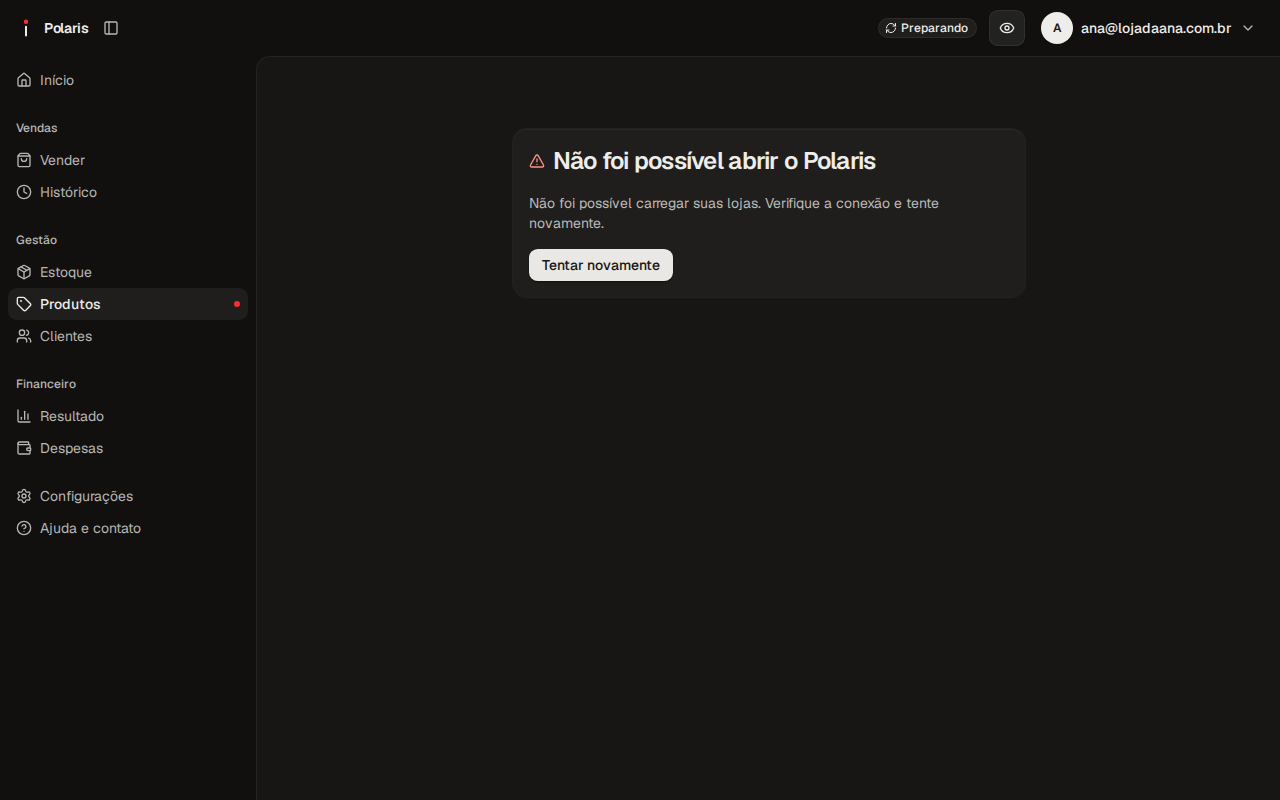 Polaris
Preparando
A
ana@lojadaana.com.br
Início
Vendas
Vender
Histórico
Gestão
Estoque
Produtos
Clientes
Financeiro
Resultado
Despesas
Configurações
Ajuda e contato
Não foi possível abrir o Polaris
Não foi possível carregar suas lojas. Verifique a conexão e tente
novamente.
Tentar novamente